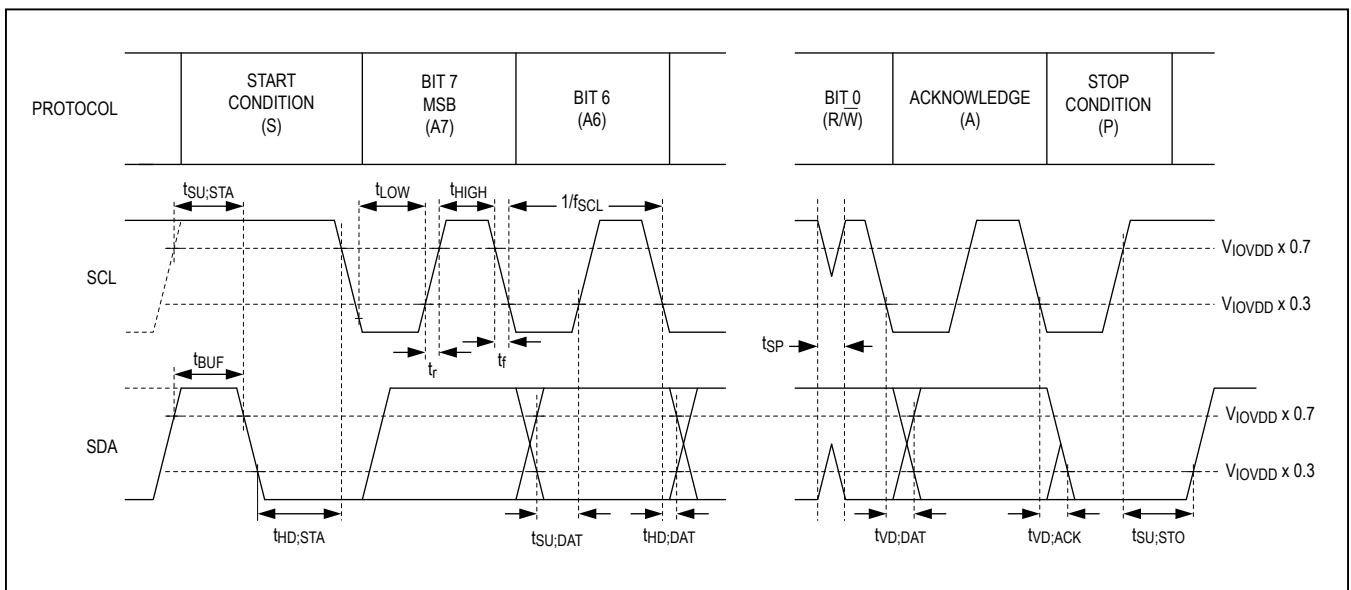 PROTOCOL
START
CONDITION
(S)
BIT 7
MSB
(A7)
BIT 6
(A6)
BIT 0
(R/W̅)
ACKNOWLEDGE
(A)
STOP
CONDITION
(P)
tSU;STA
tLOW
tHIGH
1/fSCL
SCL
VIOVDD x 0.7
VIOVDD x 0.3
tr
tf
tSP
tBUF
SDA
VIOVDD x 0.7
VIOVDD x 0.3
tHD;STA
tSU;DAT
tHD;DAT
tVD;DAT
tVD;ACK
tSU;STO